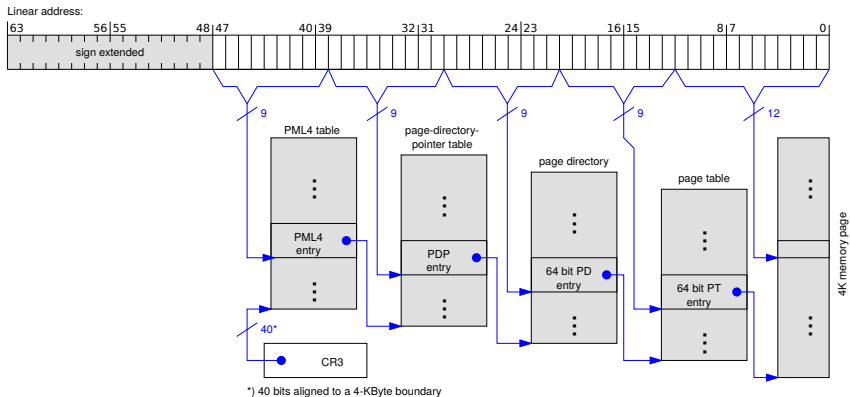 Linear address:
63 56 55 48 47 40 39 32 31 24 23 16 15 8 7 0
sign extended
9 9 9 9 12
PML4 table
page-directory-
pointer table
page directory
page table
4K memory page
PML4
entry
PDP
entry
64 bit PD
entry
64 bit PT
entry
40*
CR3
*) 40 bits aligned to a 4-KByte boundary